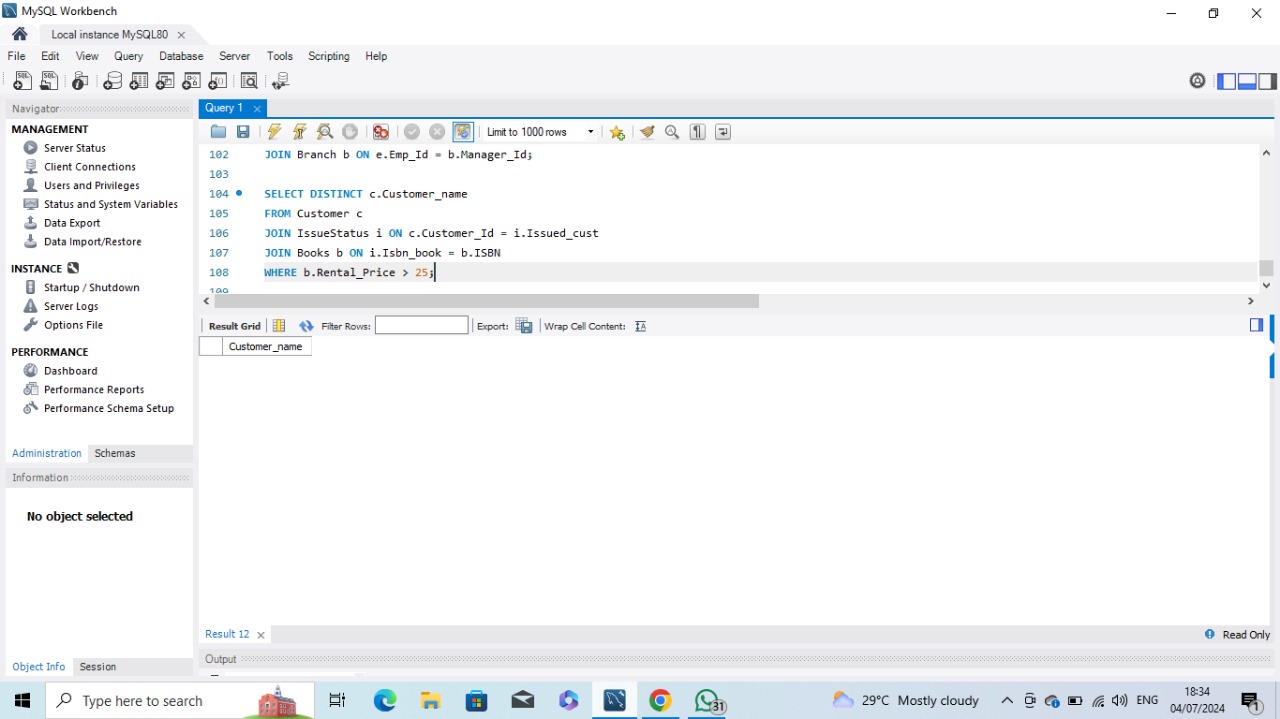 MySQL Workbench
Local instance MySQL80
File Edit View Query Database Server Tools Scripting Help
Navigator
MANAGEMENT
Server Status
Client Connections
Users and Privileges
Status and System Variables
Data Export
Data Import/Restore
INSTANCE
Startup / Shutdown
Server Logs
Options File
PERFORMANCE
Dashboard
Performance Reports
Performance Schema Setup
Administration Schemas
Information
No object selected
Object Info Session
Query 1
Limit to 1000 rows
102 JOIN Branch b ON e.Emp_Id = b.Manager_Id;
103
104 SELECT DISTINCT c.Customer_name
105 FROM Customer c
106 JOIN IssueStatus i ON c.Customer_Id = i.Issued_cust
107 JOIN Books b ON i.Isbn_book = b.ISBN
108 WHERE b.Rental_Price > 25;
109
Result Grid Filter Rows: Export: Wrap Cell Content:
Customer_name
Result 12 Read Only
Output
Type here to search
31
29°C Mostly cloudy
ENG
18:34
04/07/2024
1